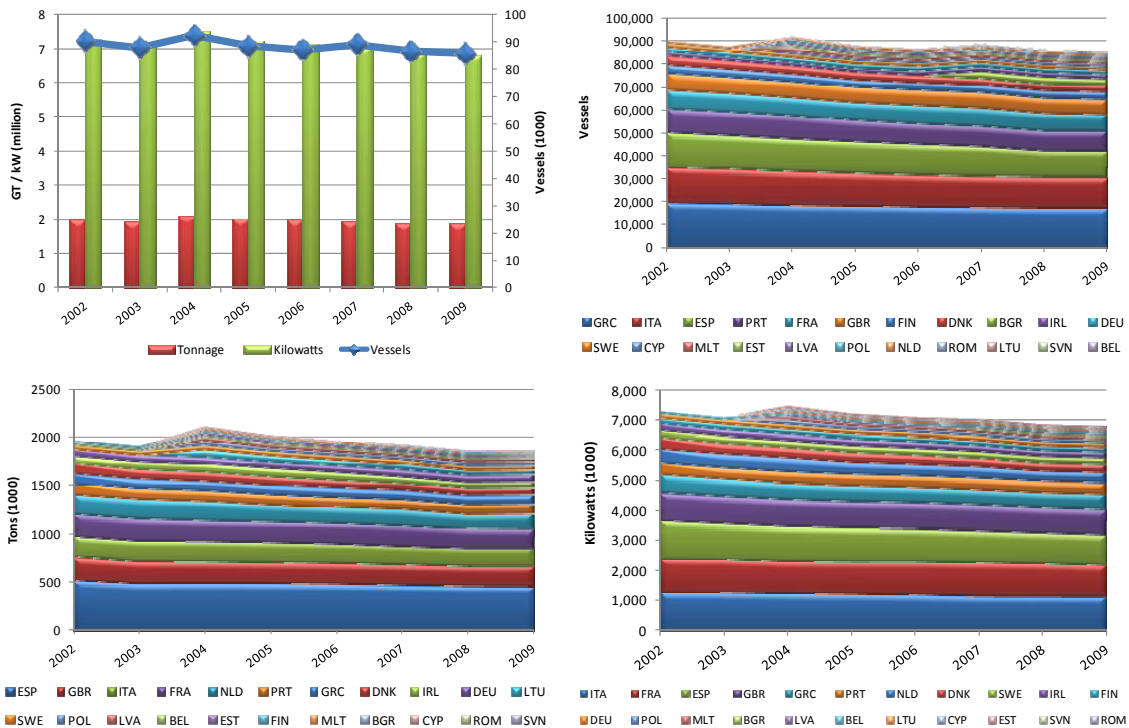 8
7
6
5
4
3
2
1
0
GT / kW (million)
100
90
80
70
60
50
40
30
20
10
0
Vessels (1000)
2002 2003 2004 2005 2006 2007 2008 2009
Tonnage Kilowatts Vessels
100,000
90,000
80,000
70,000
60,000
50,000
40,000
30,000
20,000
10,000
0
Vessels
2002 2003 2004 2005 2006 2007 2008 2009
GRC ITA ESP PRT FRA GBR FIN DNK BGR IRL DEU
SWE CYP MLT EST LVA POL NLD ROM LTU SVN BEL
2500
2000
1500
1000
500
0
Tons (1000)
2002 2003 2004 2005 2006 2007 2008 2009
ESP GBR ITA FRA NLD PRT GRC DNK IRL DEU LTU
SWE POL LVA BEL EST FIN MLT BGR CYP ROM SVN
8,000
7,000
6,000
5,000
4,000
3,000
2,000
1,000
0
Kilowatts (1000)
2002 2003 2004 2005 2006 2007 2008 2009
ITA FRA ESP GBR GRC PRT NLD DNK SWE IRL FIN
DEU POL MLT BGR LVA BEL LTU CYP EST SVN ROM